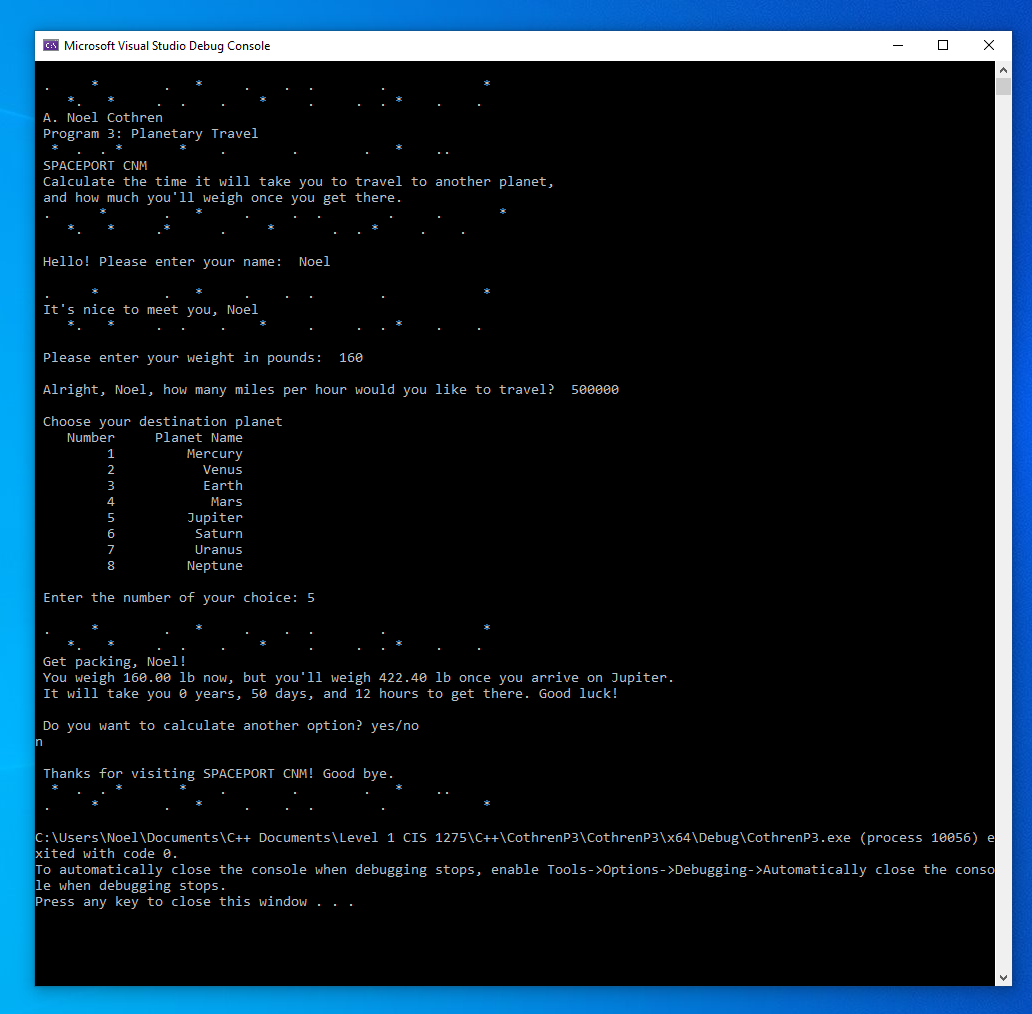 Microsoft Visual Studio Debug Console
.     *        .   *     .    .  .        .            *
   *.   *     .  .    .    *     .     .  . *    .    .
A. Noel Cothren
Program 3: Planetary Travel
 *  .  . *       *    .        .        .   *    ..
SPACEPORT CNM
Calculate the time it will take you to travel to another planet,
and how much you'll weigh once you get there.
.      *       .   *     .     .  .        .     .       *
   *.   *     .*      .     *       .  . *     .    .
Hello! Please enter your name:  Noel
.     *        .   *     .    .  .        .            *
It's nice to meet you, Noel
   *.   *     .  .    .    *     .     .  . *    .    .
Please enter your weight in pounds:  160
Alright, Noel, how many miles per hour would you like to travel?  500000
Choose your destination planet
   Number     Planet Name
        1         Mercury
        2           Venus
        3           Earth
        4            Mars
        5         Jupiter
        6          Saturn
        7          Uranus
        8         Neptune
Enter the number of your choice: 5
.     *        .   *     .    .  .        .            *
   *.   *     .  .    .    *     .     .  . *    .    .
Get packing, Noel!
You weigh 160.00 lb now, but you'll weigh 422.40 lb once you arrive on Jupiter.
It will take you 0 years, 50 days, and 12 hours to get there. Good luck!
Do you want to calculate another option? yes/no
n
Thanks for visiting SPACEPORT CNM! Good bye.
 *  .  . *       *    .        .        .   *    ..
.     *        .   *     .    .  .        .            *
C:\Users\Noel\Documents\C++ Documents\Level 1 CIS 1275\C++\CothrenP3\CothrenP3\x64\Debug\CothrenP3.exe (process 10056) e
xited with code 0.
To automatically close the console when debugging stops, enable Tools->Options->Debugging->Automatically close the conso
le when debugging stops.
Press any key to close this window . . .